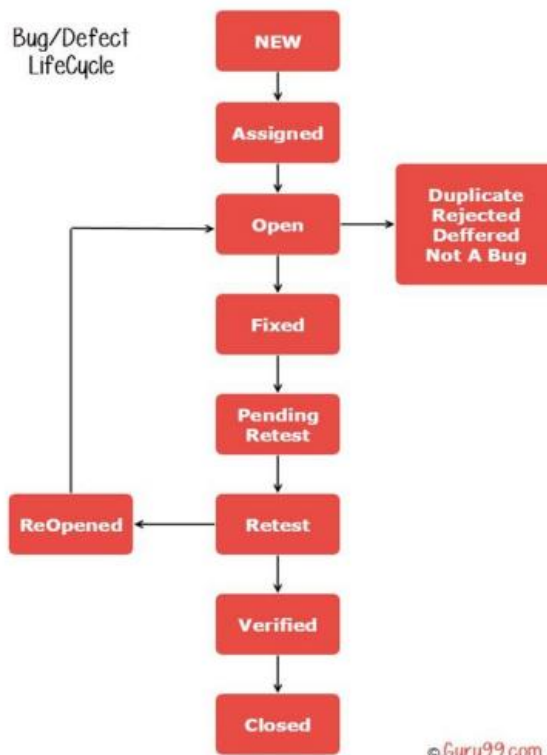 Bug/Defect
LifeCycle
NEW
Assigned
Open
Duplicate
Rejected
Deffered
Not A Bug
Fixed
Pending
Retest
ReOpened
Retest
Verified
Closed
© Guru99.com